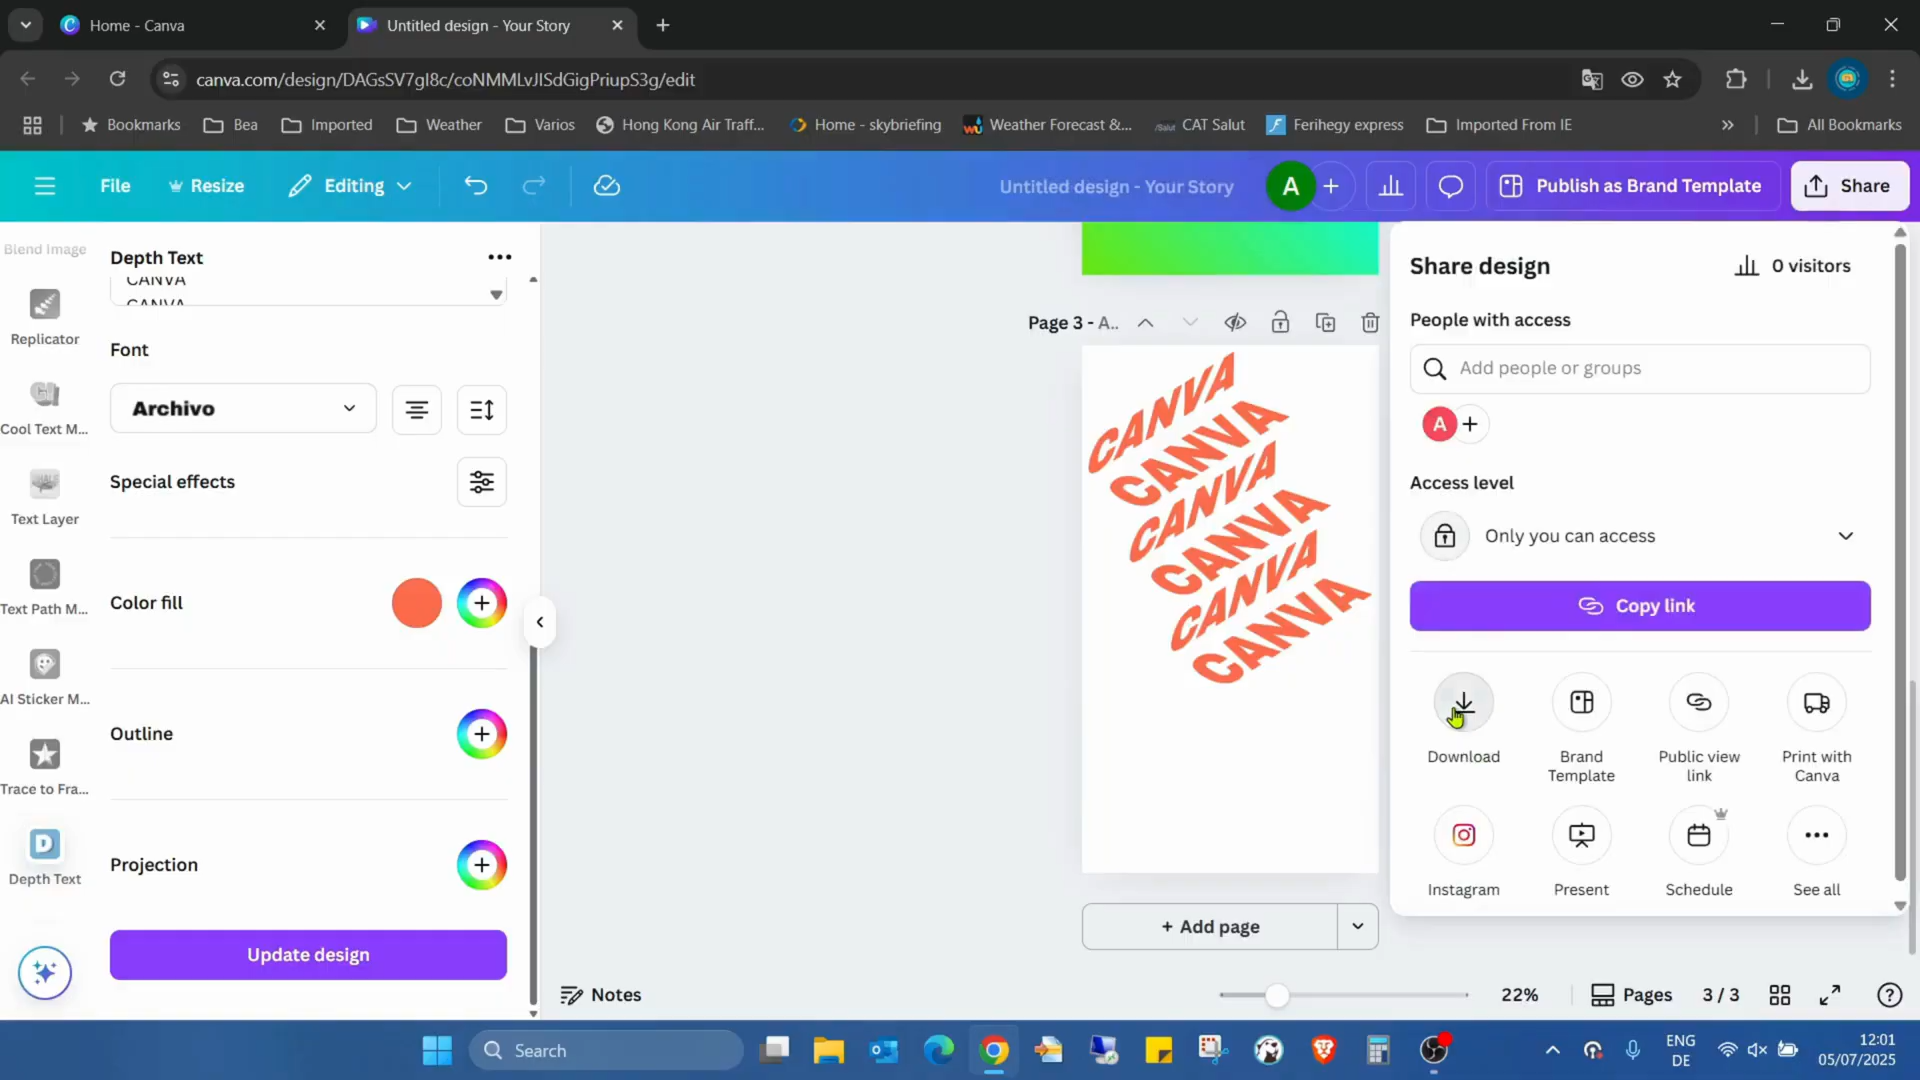 Home - Canva
Untitled design - Your Story
canva.com/design/DAGsSV7gI8c/coNMMLvJISdGigPriupS3g/edit
Bookmarks
Bea
Imported
Weather
Varios
Hong Kong Air Traff...
Home - skybriefing
Weather Forecast &...
CAT Salut
Ferihegy express
Imported From IE
All Bookmarks
File
Resize
Editing
Untitled design - Your Story
A
Publish as Brand Template
Share
Blend Image
Replicator
Cool Text M...
Text Layer
Text Path M...
AI Sticker M...
Trace to Fra...
Depth Text
Depth Text
CANVA
CANVA
Font
Archivo
Special effects
Color fill
Outline
Projection
Update design
Page 3 - A..
CANVA
CANVA
CANVA
CANVA
CANVA
CANVA
+ Add page
Share design
0 visitors
People with access
Add people or groups
A
Access level
Only you can access
Copy link
Download
Brand
Template
Public view
link
Print with
Canva
Instagram
Present
Schedule
See all
Notes
22%
Pages
3 / 3
Search
ENG
DE
12:01
05/07/2025